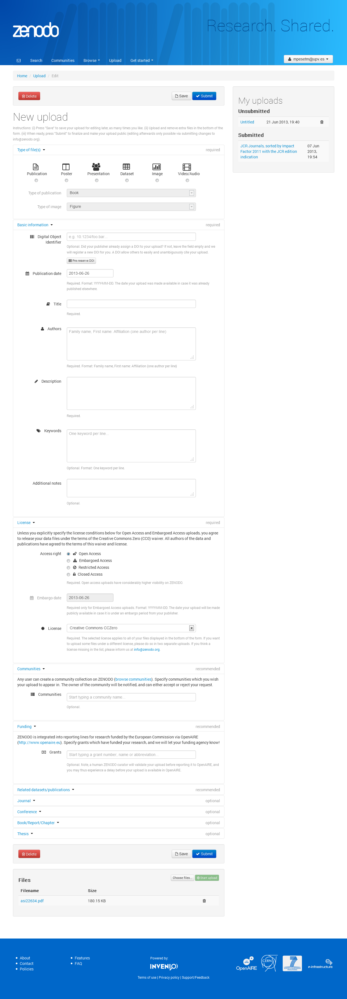 zenodo
Research. Shared.
Search Communities Browse Upload Get started
mpesetm@upv.es
Home / Upload / Edit
Delete Save Submit
New upload
Instructions: (i) Press "Save" to save your upload for editing later, as many times you like. (ii) Upload and remove extra files in the bottom of the
form. (iii) When ready, press "Submit" to finalize and make your upload public (editing afterwards only possible via submitting changes to
info@zenodo.org).
Type of file(s) required
Publication Poster Presentation Dataset Image Video/Audio
Type of publication Book
Type of image Figure
Basic information required
Digital Object
Identifier
e.g. 10.1234/foo.bar...
Optional. Did your publisher already assign a DOI to your upload? If not, leave the field empty and we
will register a new DOI for you. A DOI allow others to easily and unambiguously cite your upload.
Pre-reserve DOI
Publication date 2013-06-26
Required. Format: YYYY-MM-DD. The date your upload was made available in case it was already
published elsewhere.
Title
Required.
Authors
Family name, First name: Affiliation (one author per line)
Required. Format: Family name, First name: Affiliation (one author per line)
Description
Required.
Keywords
One keyword per line...
Optional. Format: One keyword per line.
Additional notes
Optional.
License required
Unless you explicitly specify the license conditions below for Open Access and Embargoed Access uploads, you agree
to release your data files under the terms of the Creative Commons Zero (CC0) waiver. All authors of the data and
publications have agreed to the terms of this waiver and license.
Access right Open Access
Embargoed Access
Restricted Access
Closed Access
Required. Open access uploads have considerably higher visibility on ZENODO.
Embargo date 2013-06-26
Required only for Embargoed Access uploads. Format: YYYY-MM-DD. The date your upload will be made
publicly available in case it is under an embargo period from your publisher.
License Creative Commons CCZero
Required. The selected license applies to all of your files displayed in the bottom of the form. If you want
to upload some files under a different license, please do so in two separate uploads. If you think a
license missing in the list, please inform us at info@zenodo.org.
Communities recommended
Any user can create a community collection on ZENODO (browse communities). Specify communities which you wish
your upload to appear in. The owner of the community will be notified, and can either accept or reject your request.
Communities Start typing a community name...
Optional.
Funding recommended
ZENODO is integrated into reporting lines for research funded by the European Commission via OpenAIRE
(http://www.openaire.eu). Specify grants which have funded your research, and we will let your funding agency know!
Grants Start typing a grant number, name or abbreviation...
Optional. Note, a human ZENODO curator will validate your upload before reporting it to OpenAIRE, and
you may thus experience a delay before your upload is available in OpenAIRE.
Related datasets/publications recommended
Journal optional
Conference optional
Book/Report/Chapter optional
Thesis optional
Delete Save Submit
Files Choose files... Start upload
Filename Size
asi22634.pdf 180.15 KB
My uploads
Unsubmitted
Untitled 21 Jun 2013, 19:40
Submitted
JCR Journals, sorted by Impact
Factor 2011 with the JCR edition
indication
07 Jun
2013,
19:54
About
Contact
Policies
Features
FAQ
Powered by:
INVENIO
Terms of use | Privacy policy | Support/Feedback
OpenAIRE
CERN
7
SEVENTH FRAMEWORK
PROGRAMME
e-infrastructure